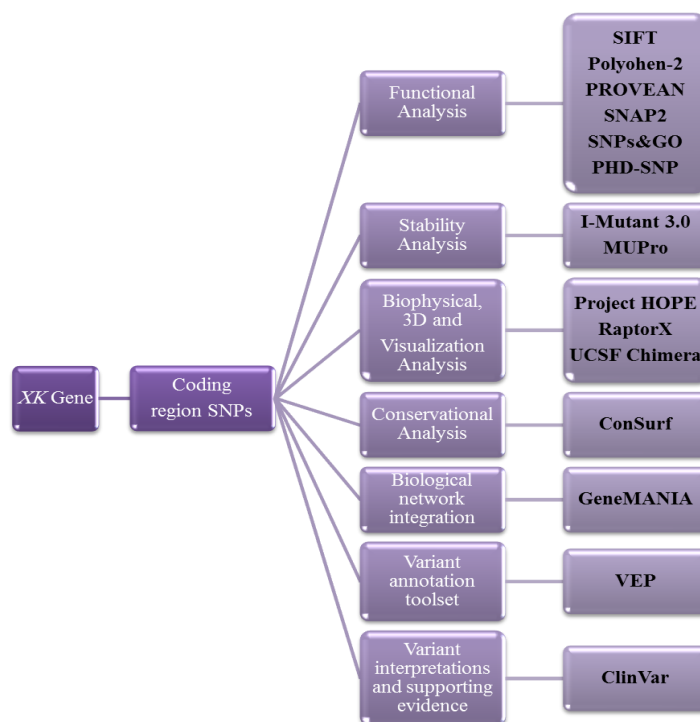 XK Gene
Coding
region SNPs
Functional
Analysis
SIFT
Polyohen-2
PROVEAN
SNAP2
SNPs&GO
PHD-SNP
Stability
Analysis
I-Mutant 3.0
MUPro
Biophysical,
3D and
Visualization
Analysis
Project HOPE
RaptorX
UCSF Chimera
Conservational
Analysis
ConSurf
Biological
network
integration
GeneMANIA
Variant
annotation
toolset
VEP
Variant
interpretations
and supporting
evidence
ClinVar